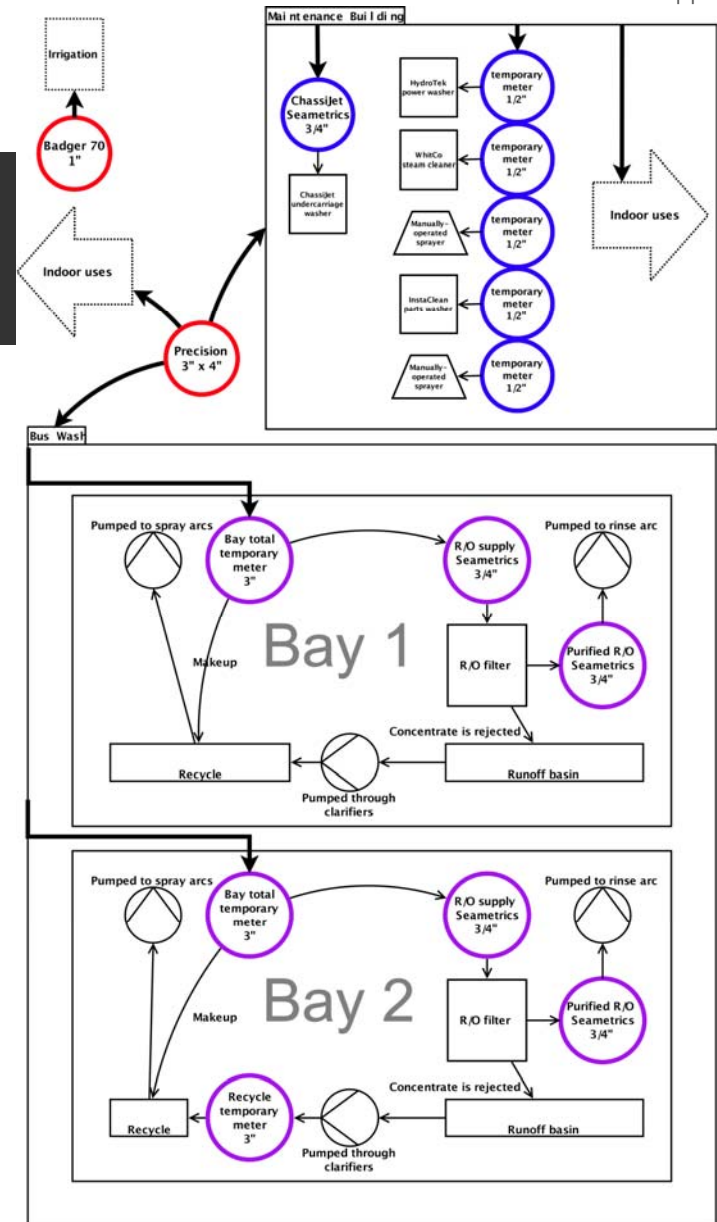 Maintenance Building
Irrigation
Badger 70
1"
Indoor uses
Precision
3" x 4"
ChassiJet
Seametrics
3/4"
ChassiJet
undercarriage
washer
HydroTek
power washer
temporary
meter
1/2"
WhitCo
steam cleaner
temporary
meter
1/2"
Manually-
operated
sprayer
temporary
meter
1/2"
InstaClean
parts washer
temporary
meter
1/2"
Manually-
operated
sprayer
temporary
meter
1/2"
Indoor uses
Bus Wash
Pumped to spray arcs
Bay total
temporary
meter
3"
R/O supply
Seametrics
3/4"
Pumped to rinse arc
Bay 1
Makeup
R/O filter
Purified R/O
Seametrics
3/4"
Concentrate is rejected
Recycle
Pumped through
clarifiers
Runoff basin
Pumped to spray arcs
Bay total
temporary
meter
3"
R/O supply
Seametrics
3/4"
Pumped to rinse arc
Bay 2
Makeup
R/O filter
Purified R/O
Seametrics
3/4"
Concentrate is rejected
Recycle
Recycle
temporary
meter
3"
Pumped through
clarifiers
Runoff basin